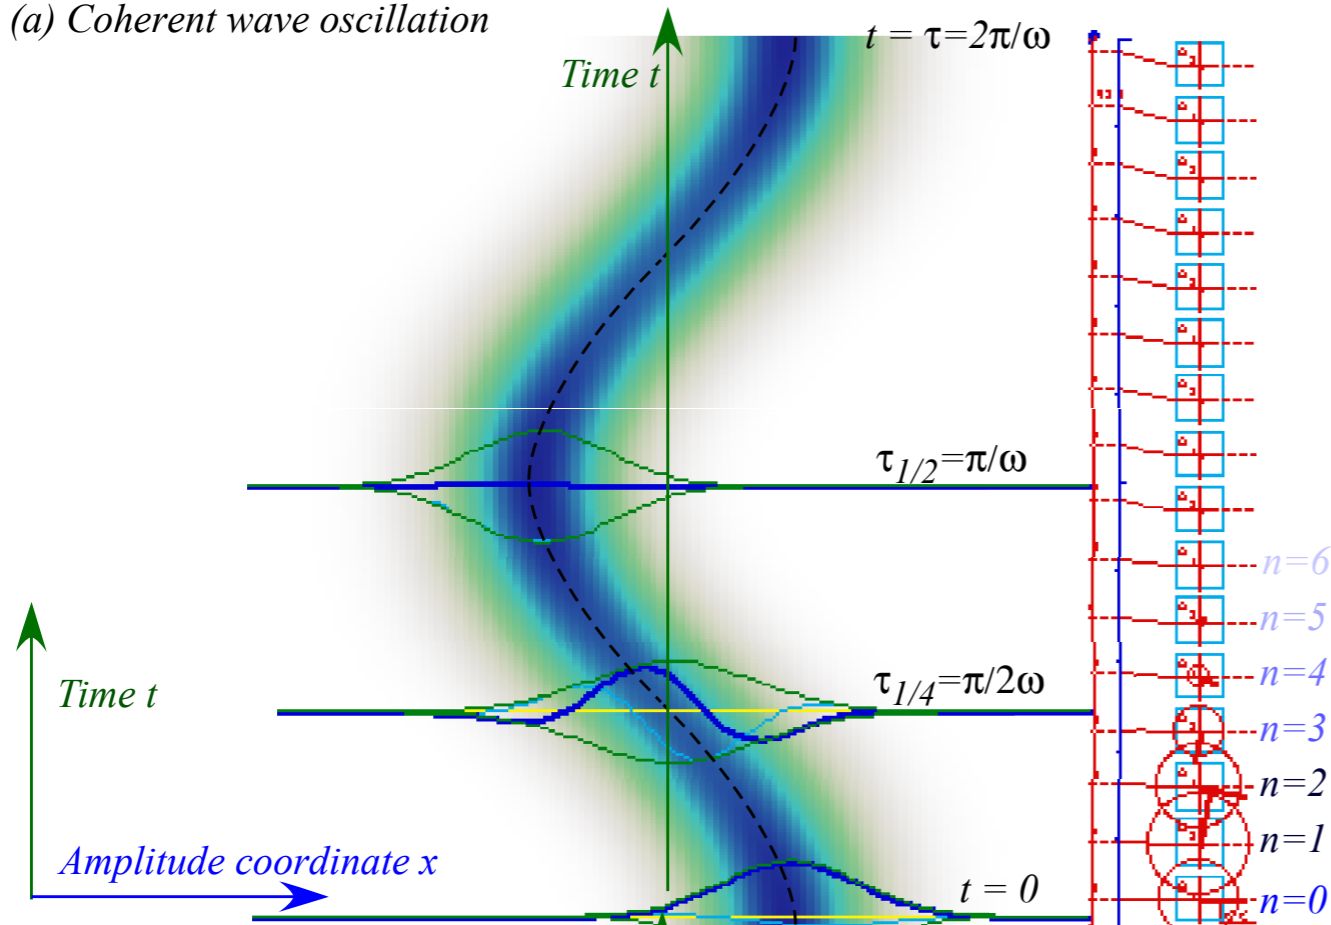 (a) Coherent wave oscillation
t = τ=2π/ω
Time t
τ1/2=π/ω
n=6
n=5
Time t
τ1/4=π/2ω
n=4
n=3
n=2
n=1
Amplitude coordinate x
t = 0
n=0